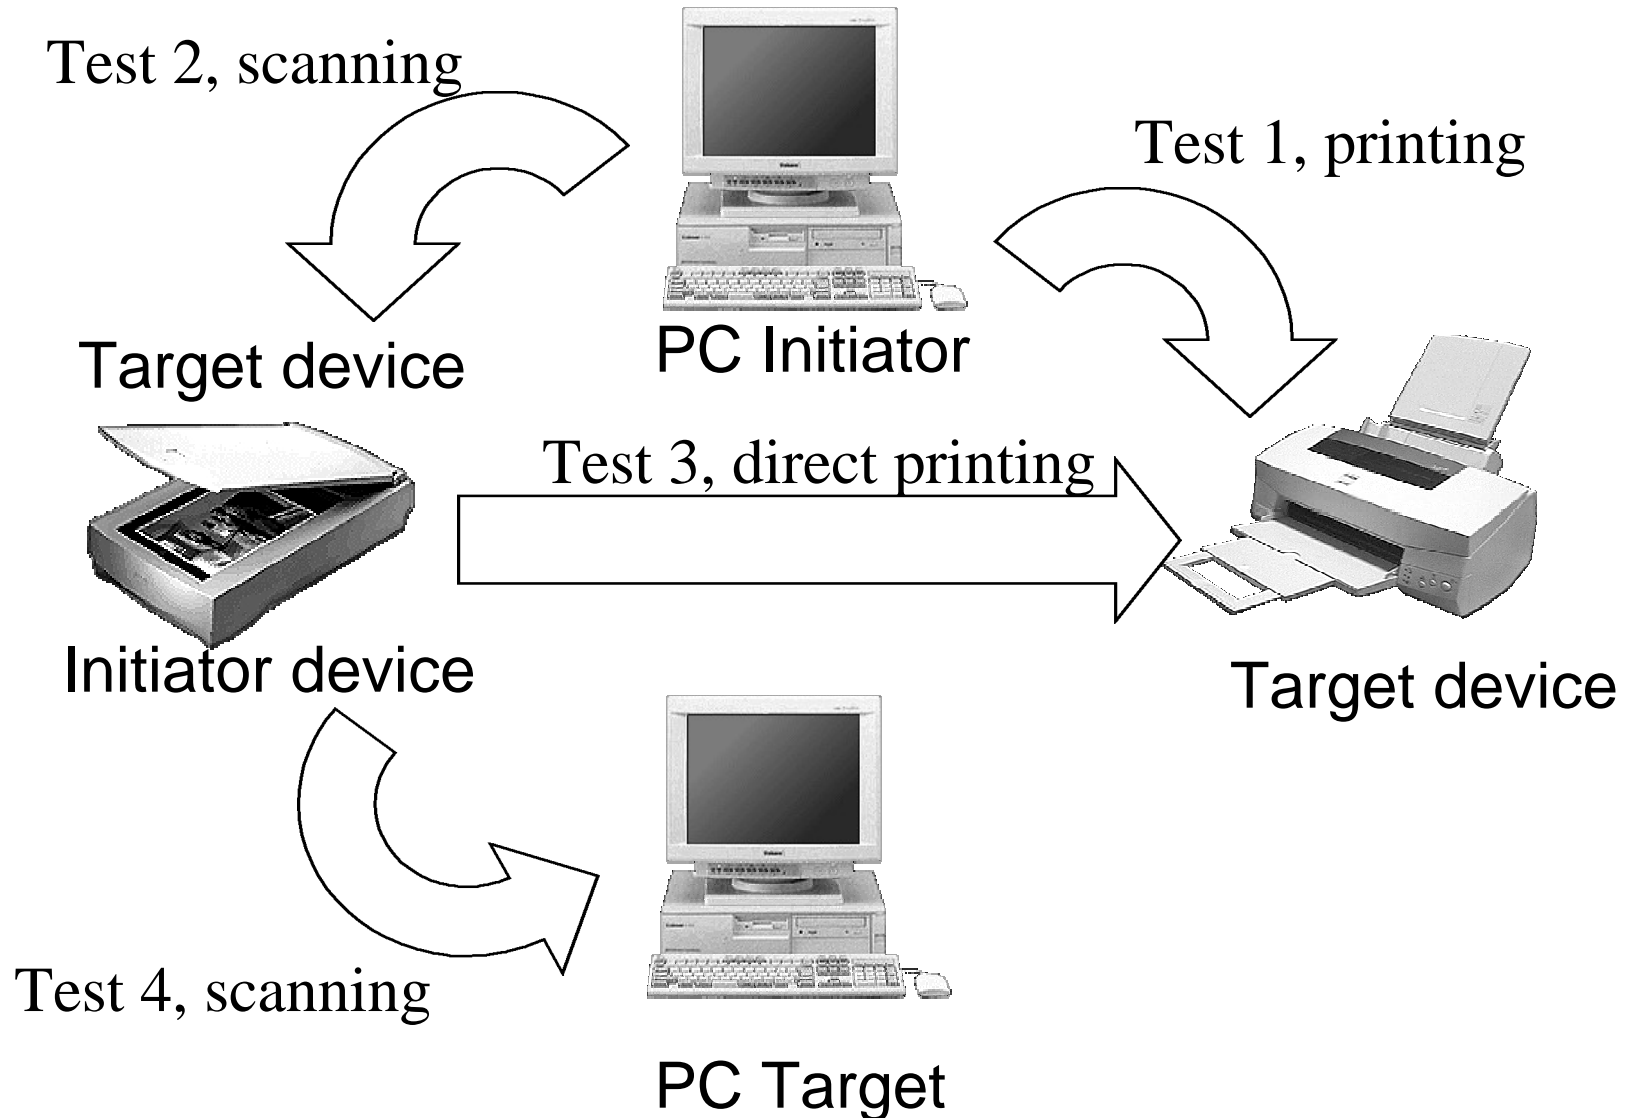 Test 2, scanning
Test 1, printing
PC Initiator
Target device
Test 3, direct printing
Initiator device
Target device
Test 4, scanning
PC Target